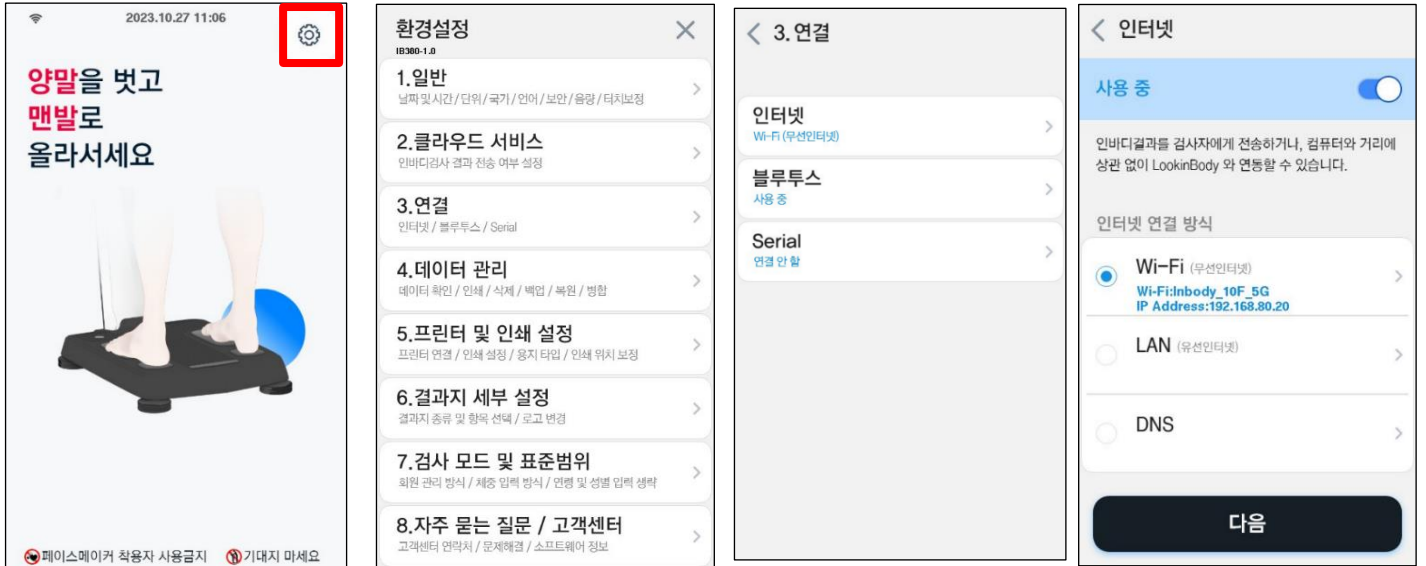 2023.10.27 11:06
양말을 벗고
맨발로
올라서세요
페이스메이커 착용자 사용금지 기대지 마세요
환경설정
IB380-1.0
1.일반
날짜 및 시간 / 단위 / 국가 / 언어 / 보안 / 음량 / 터치보정
2.클라우드 서비스
인바디검사 결과 전송 여부 설정
3.연결
인터넷 / 블루투스 / Serial
4.데이터 관리
데이터 확인 / 인쇄 / 삭제 / 백업 / 복원 / 병합
5.프린터 및 인쇄 설정
프린터 연결 / 인쇄 설정 / 용지 타입 / 인쇄 위치 보정
6.결과지 세부 설정
결과지 종류 및 항목 선택 / 로고 변경
7.검사 모드 및 표준범위
회원 관리 방식 / 체중 입력 방식 / 연령 및 성별 입력 생략
8.자주 묻는 질문 / 고객센터
고객센터 연락처 / 문제해결 / 소프트웨어 정보
3.연결
인터넷
Wi-Fi (무선인터넷)
블루투스
사용 중
Serial
연결 안 함
인터넷
사용 중
인바디결과를 검사자에게 전송하거나, 컴퓨터와 거리에
상관 없이 LookinBody 와 연동할 수 있습니다.
인터넷 연결 방식
Wi-Fi (무선인터넷)
Wi-Fi:Inbody_10F_5G
IP Address:192.168.80.20
LAN (유선인터넷)
DNS
다음